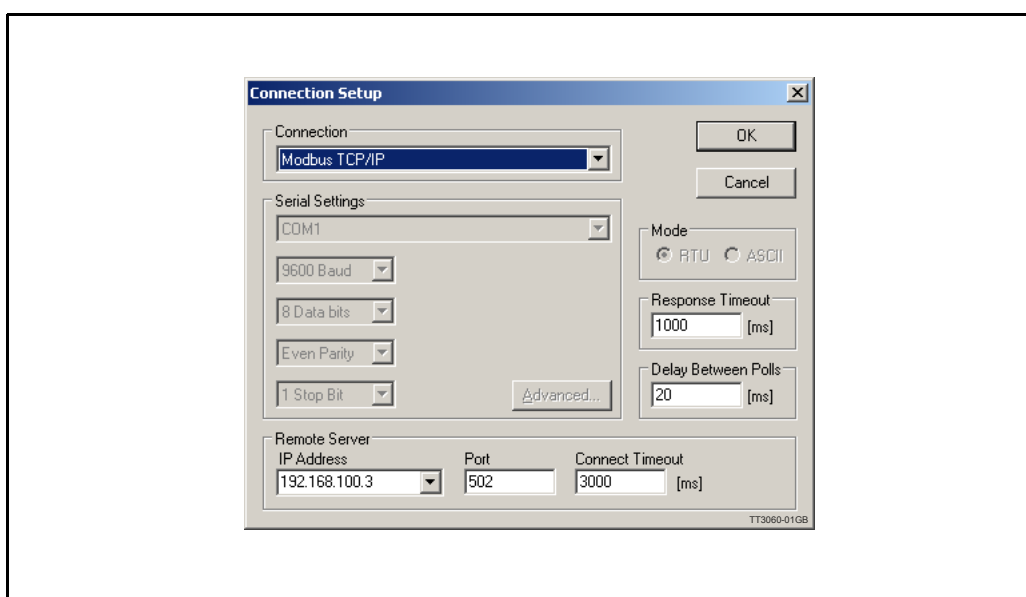 Connection Setup
Connection
OK
Modbus TCP/IP
Cancel
Serial Settings
COM1
Mode
RTU ASCII
9600 Baud
Response Timeout
8 Data bits
1000 [ms]
Even Parity
Delay Between Polls
1 Stop Bit
Advanced...
20 [ms]
Remote Server
IP Address Port Connect Timeout
192.168.100.3 502 3000 [ms]
TT3060-01GB